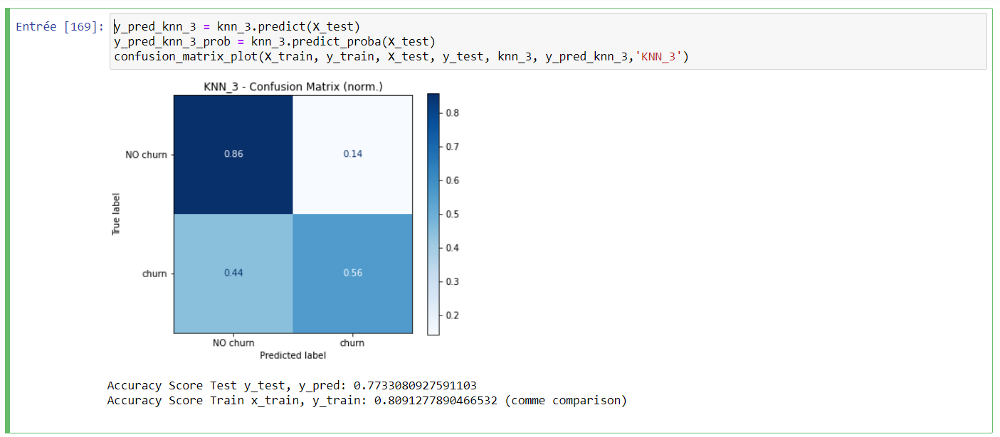 Entrée [169]: y_pred_knn_3 = knn_3.predict(X_test)
y_pred_knn_3_prob = knn_3.predict_proba(X_test)
confusion_matrix_plot(X_train, y_train, X_test, y_test, knn_3, y_pred_knn_3,'KNN_3')
KNN_3 - Confusion Matrix (norm.)
0.8
0.7
0.6
0.5
0.4
0.3
0.2
True label
NO churn
0.86 0.14
churn
0.44 0.56
NO churn churn
Predicted label
Accuracy Score Test y_test, y_pred: 0.7733080927591103
Accuracy Score Train x_train, y_train: 0.8091277890466532 (comme comparison)